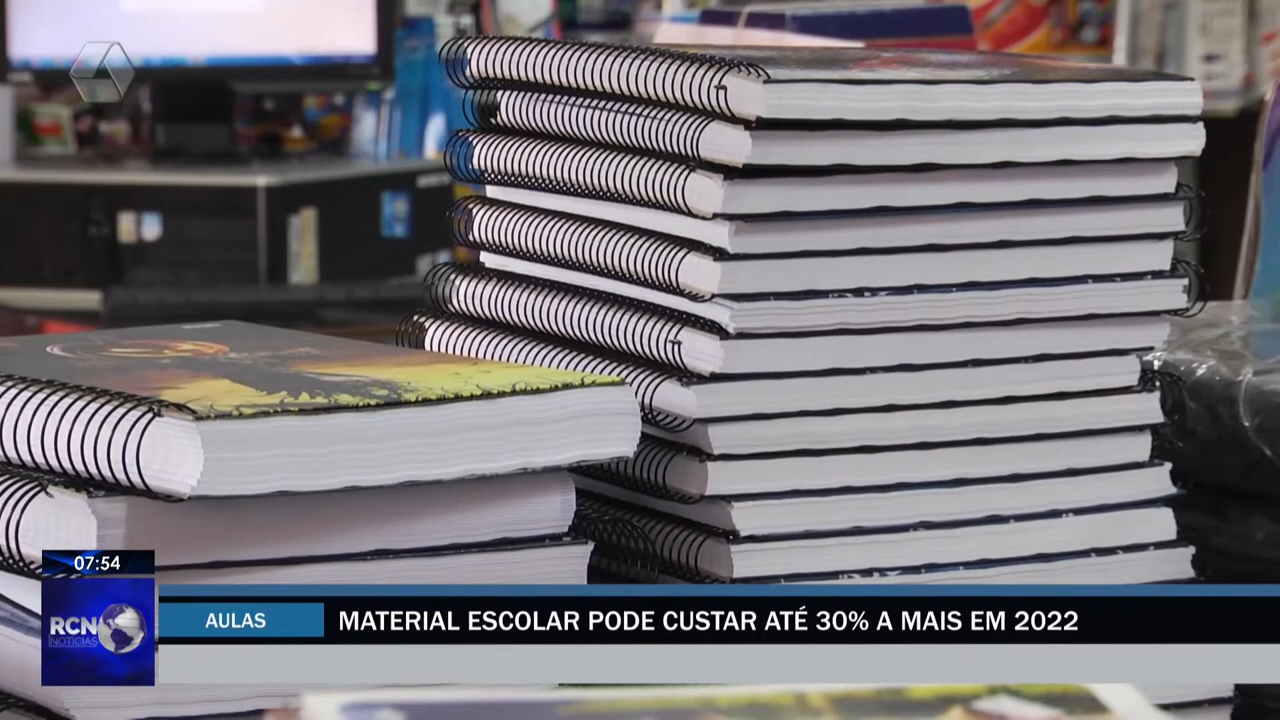 07:54
RCN
NOTÍCIAS
AULAS
MATERIAL ESCOLAR PODE CUSTAR ATÉ 30% A MAIS EM 2022